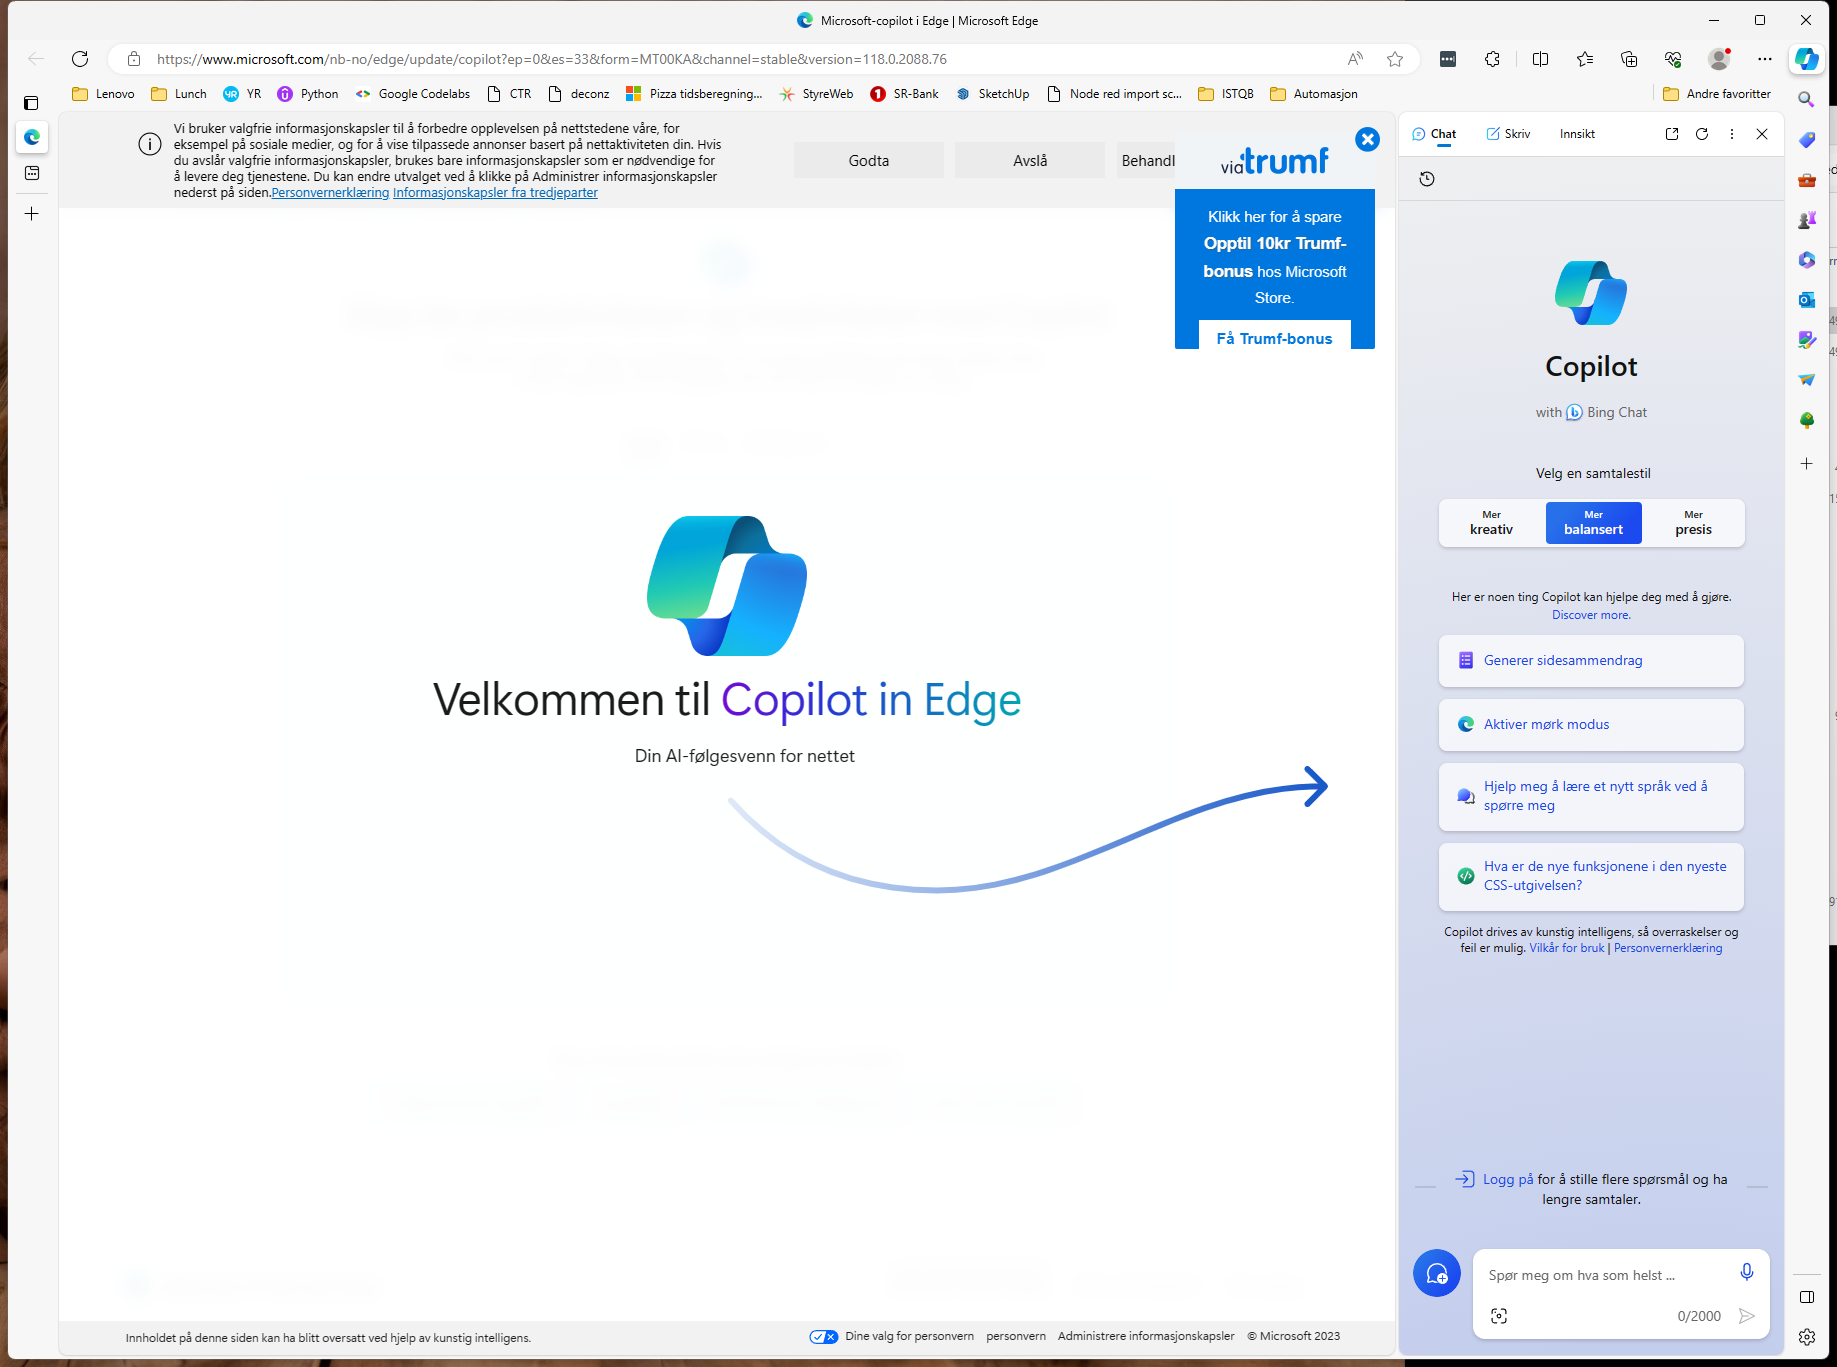 Microsoft-copilot i Edge | Microsoft Edge
https://www.microsoft.com/nb-no/edge/update/copilot?ep=0&es=33&form=MT00KA&channel=stable&version=118.0.2088.76
Lenovo Lunch YR Python Google Codelabs CTR deconz Pizza tidsberegning... StyreWeb SR-Bank SketchUp Node red import sc... ISTQB Automasjon Andre favoritter
Vi bruker valgfrie informasjonskapsler til å forbedre opplevelsen på nettstedene våre, for
eksempel på sosiale medier, og for å vise tilpassede annonser basert på nettaktiviteten din. Hvis
du avslår valgfrie informasjonskapsler, brukes bare informasjonskapsler som er nødvendige for
å levere deg tjenestene. Du kan endre utvalget ved å klikke på Administrer informasjonskapsler
nederst på siden.Personvernerklæring Informasjonskapsler fra tredjeparter
Godta
Avslå
Behandl
viatrumf
Klikk her for å spare
Opptil 10kr Trumf-
bonus hos Microsoft
Store.
Få Trumf-bonus
Velkommen til Copilot in Edge
Din AI-følgesvenn for nettet
Innholdet på denne siden kan ha blitt oversatt ved hjelp av kunstig intelligens.
Dine valg for personvern personvern Administrere informasjonskapsler © Microsoft 2023
Chat Skriv Innsikt
Copilot
with Bing Chat
Velg en samtalestil
Mer
kreativ
Mer
balansert
Mer
presis
Her er noen ting Copilot kan hjelpe deg med å gjøre.
Discover more.
Generer sidesammendrag
Aktiver mørk modus
Hjelp meg å lære et nytt språk ved å
spørre meg
Hva er de nye funksjonene i den nyeste
CSS-utgivelsen?
Copilot drives av kunstig intelligens, så overraskelser og
feil er mulig. Vilkår for bruk | Personvernerklæring
Logg på for å stille flere spørsmål og ha
lengre samtaler.
Spør meg om hva som helst ...
0/2000